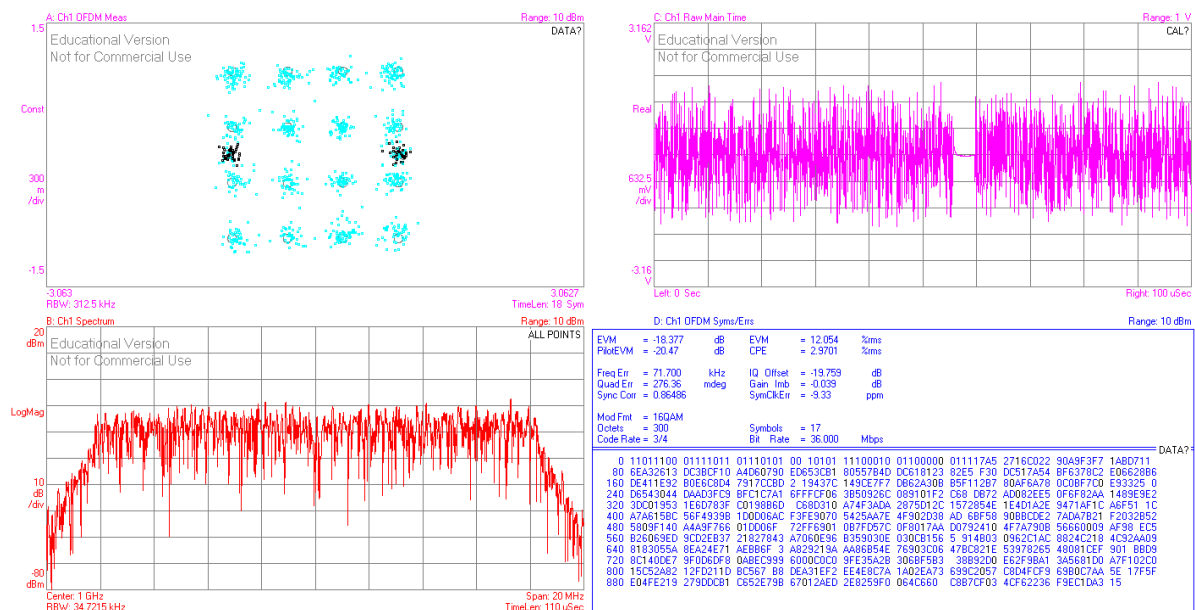 A: Ch1 OFDM Meas
Range: 10 dBm
1.5
DATA?
Educational Version
Not for Commercial Use
Const
300
m
/div
-1.5
-3.063
3.0627
RBW: 312.5 kHz
TimeLen: 18 Sym
C: Ch1 Raw Main Time
Range: 1 V
3.162
V
CAL?
Educational Version
Not for Commercial Use
Real
632.5
mV
/div
-3.16
V
Left: 0 Sec
Right: 100 uSec
B: Ch1 Spectrum
Range: 10 dBm
20
dBm
ALL POINTS
Educational Version
Not for Commercial Use
LogMag
10
dB
/div
-80
dBm
Center: 1 GHz
Span: 20 MHz
RBW: 34.7215 kHz
TimeLen: 110 uSec
D: Ch1 OFDM Syms/Errs
Range: 10 dBm
EVM = -18.377 dB EVM = 12.054 %rms
PilotEVM = -20.47 dB CPE = 2.9701 %rms
Freq Err = 71.700 kHz IQ Offset = -19.759 dB
Quad Err = 276.36 mdeg Gain Imb = -0.039 dB
Sync Corr = 0.86486 SymClkErr = -9.33 ppm
Mod Fmt = 16QAM
Octets = 300 Symbols = 17
Code Rate = 3/4 Bit Rate = 36.000 Mbps
DATA?
0 11011100 01111011 01110101 00 10101 11100010 01100000 011117A5 2716C022 90A9F3F7 1ABD711
80 6EA32613 DC3BCF10 A4D60790 ED653CB1 80557B4D DC618123 82E5 F30 DC517A54 BF6378C2 E06628B6
160 DE411E92 B0E6C8D4 7917CCBD 2 19437C 149CE7F7 DB62A30B B5F112B7 80AF6A78 0C0BF7C0 E93325 0
240 D6543044 DAAD3FC9 BFC1C7A1 6FFFCF06 3B50926C 089101F2 C68 DB72 AD082EE5 0F6F82AA 1489E9E2
320 3DC01953 1E6D783F C0198B6D C68D310 A74F3ADA 2875D12C 1572854E 1E4D1A2E 9471AF1C A6F51 1C
400 A7A615BC 56F4939B 1D0D06AC F3FE9070 5425AA7E 4F902D38 AD 6BF58 90BBCDE2 7ADA7B21 F2032B52
480 5809F140 A4A9F766 01DD06F 72FF6901 0B7FD57C 0F8017AA D0792410 4F7A790B 56660009 AF98 EC5
560 B26069ED 9CD2EB37 21827843 A7060E96 B359030E 030CB156 5 914B03 0962C1AC 8824C218 4C92AA09
640 8183055A 8EA24E71 AEBB6F 3 A829219A AA86B54E 76903C06 47BC821E 53978265 48081CEF 901 BBD9
720 8C140DE7 9F0D6DF8 0ABEC999 6000C0C0 9FE35A2B 306BF5B3 38B92D0 E62F9BA1 3A5681D0 A7F102C0
800 15C52A82 12FD211D BC567 B8 DEA31EF2 EE4E8C7A 1A02EA73 699C2057 C8D4FCF9 69B0C7AA 5E 17F5F
880 E04FE219 279DDCB1 C652E79B 67012AED 2E8259F0 064C660 C8B7CF03 4CF62236 F9EC1DA3 15